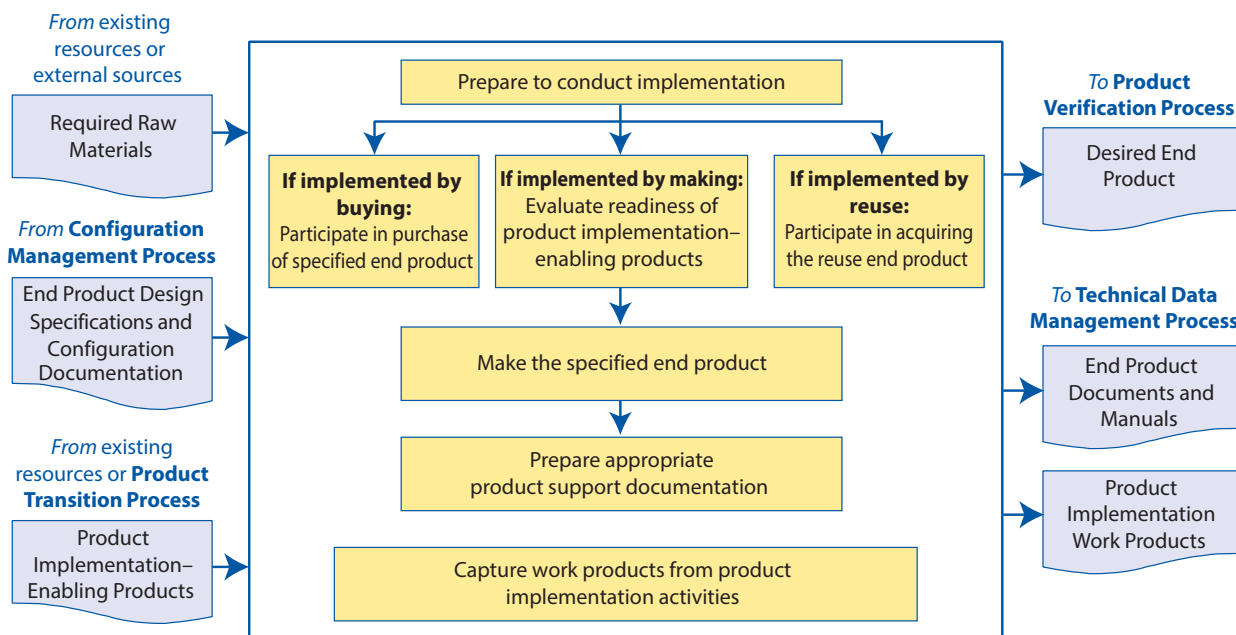 From existing
resources or
external sources
Required Raw
Materials
From Configuration
Management Process
End Product Design
Specifications and
Configuration
Documentation
From existing
resources or Product
Transition Process
Product
Implementation–
Enabling Products
Prepare to conduct implementation
If implemented by
buying:
Participate in purchase
of specified end product
If implemented by making:
Evaluate readiness of
product implementation–
enabling products
If implemented by
reuse:
Participate in acquiring
the reuse end product
Make the specified end product
Prepare appropriate
product support documentation
Capture work products from product
implementation activities
To Product
Verification Process
Desired End
Product
To Technical Data
Management Process
End Product
Documents and
Manuals
Product
Implementation
Work Products